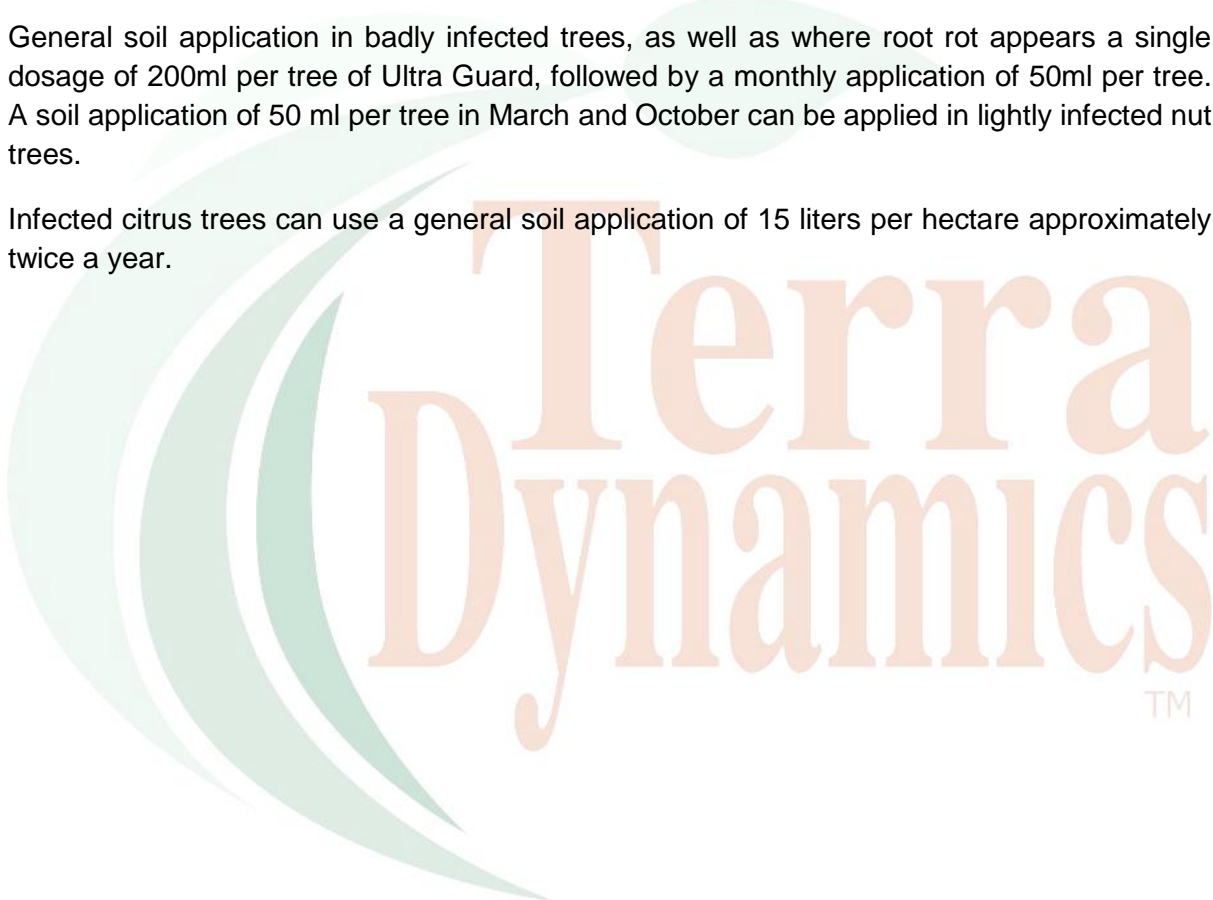 General soil application in badly infected trees, as well as where root rot appears a single
dosage of 200ml per tree of Ultra Guard, followed by a monthly application of 50ml per tree.
A soil application of 50 ml per tree in March and October can be applied in lightly infected nut
trees.
Infected citrus trees can use a general soil application of 15 liters per hectare approximately
twice a year.
Terra
Dynamics
TM